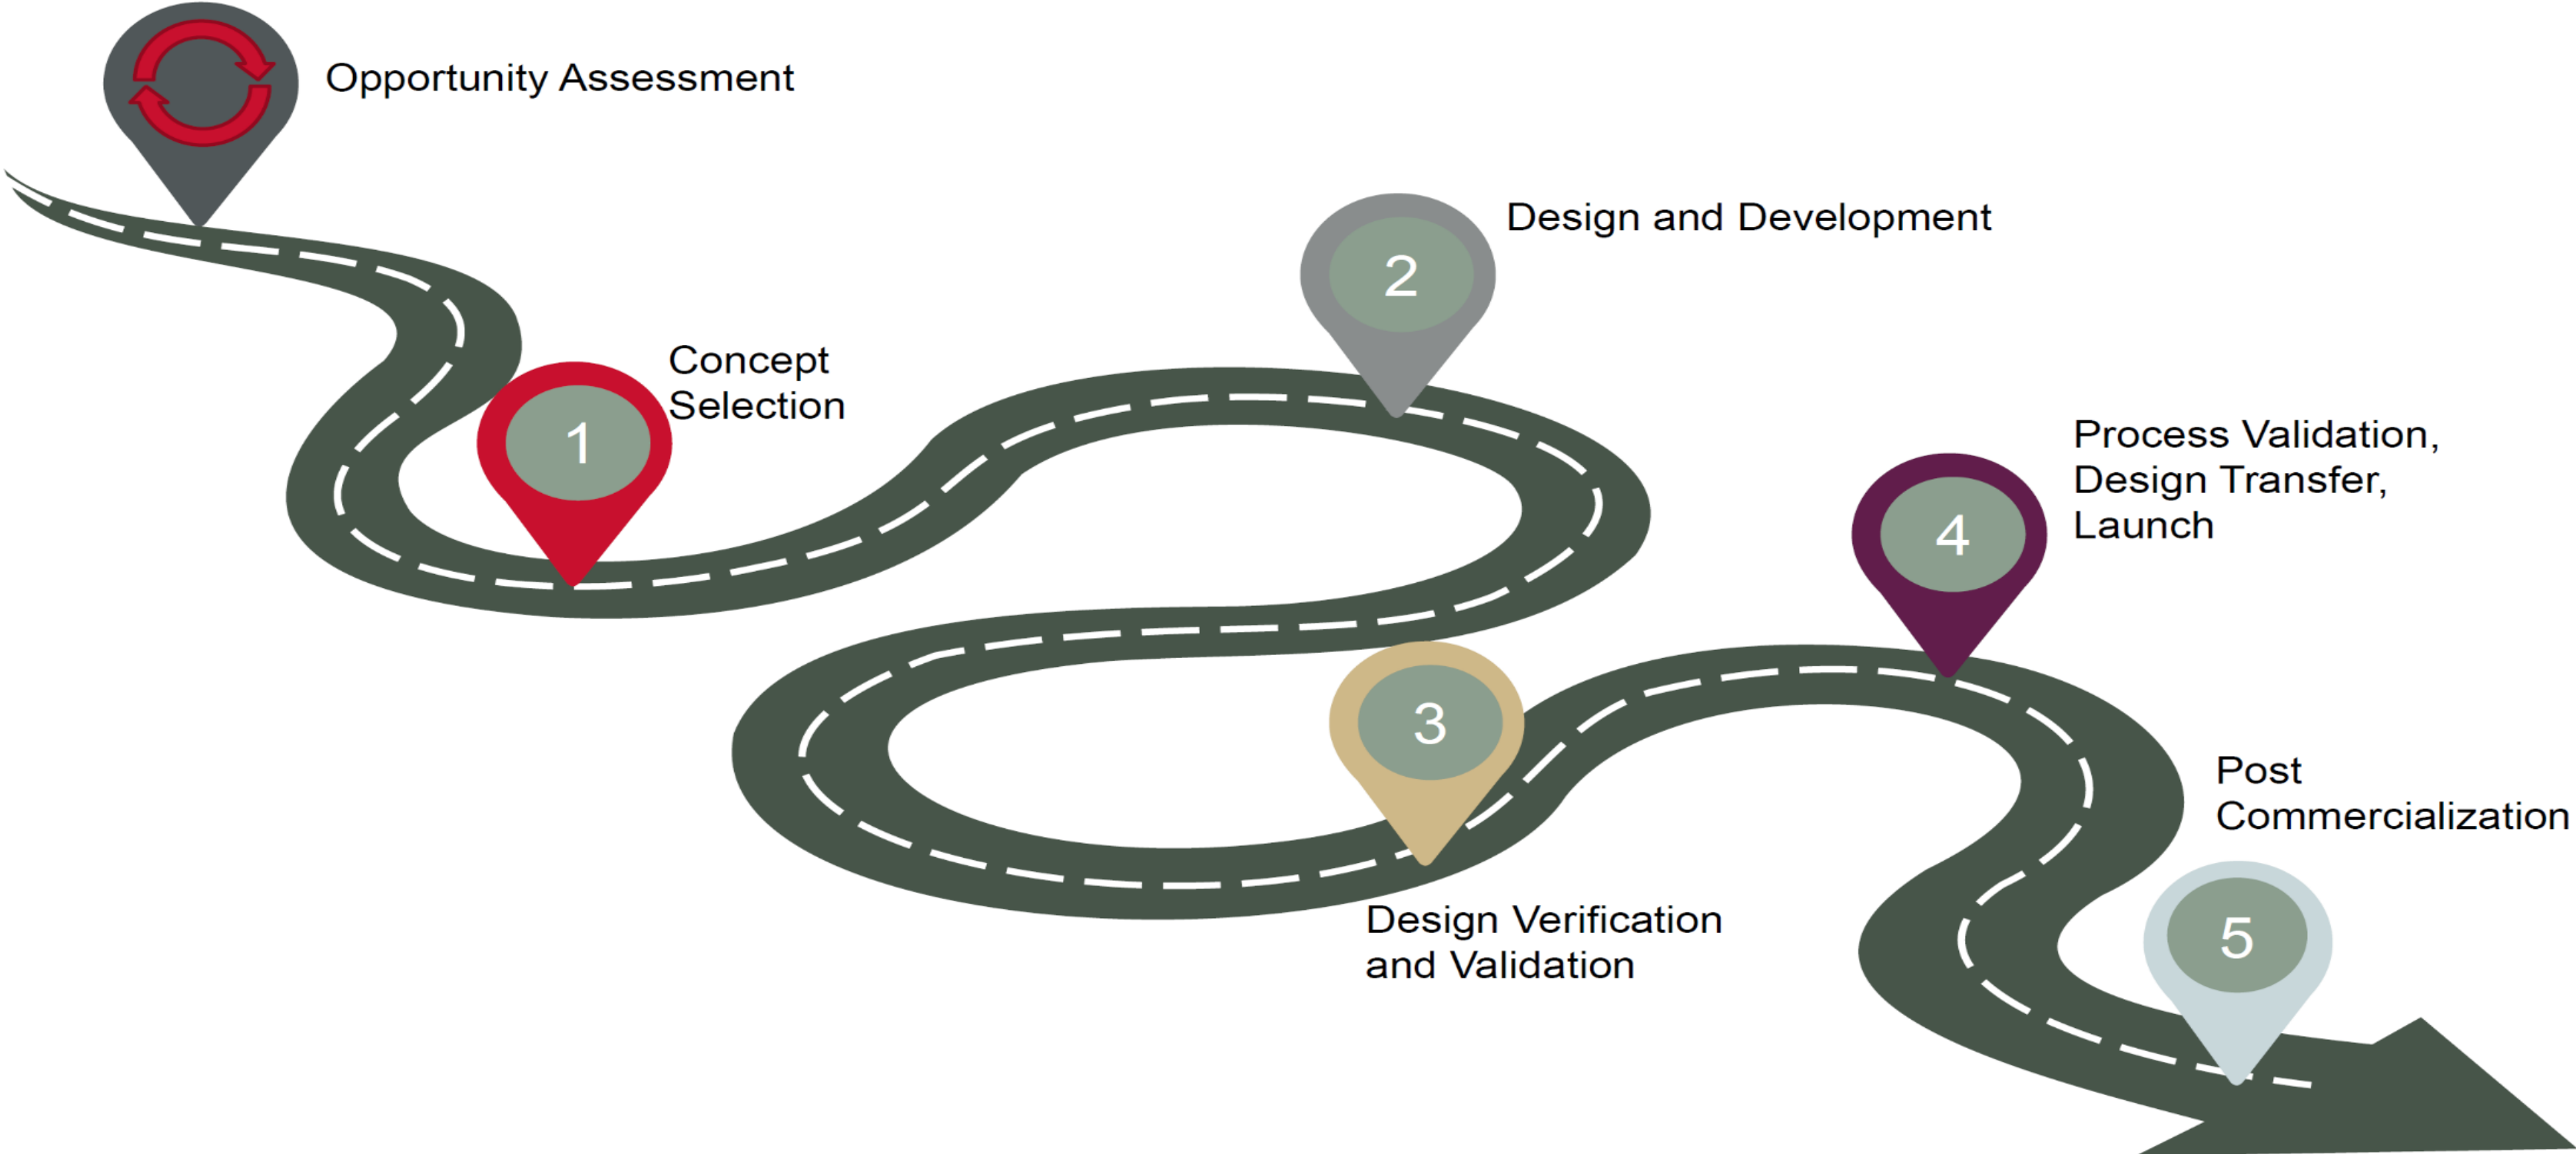 Opportunity Assessment
1
Concept
Selection
2
Design and Development
3
Design Verification
and Validation
4
Process Validation,
Design Transfer,
Launch
5
Post
Commercialization